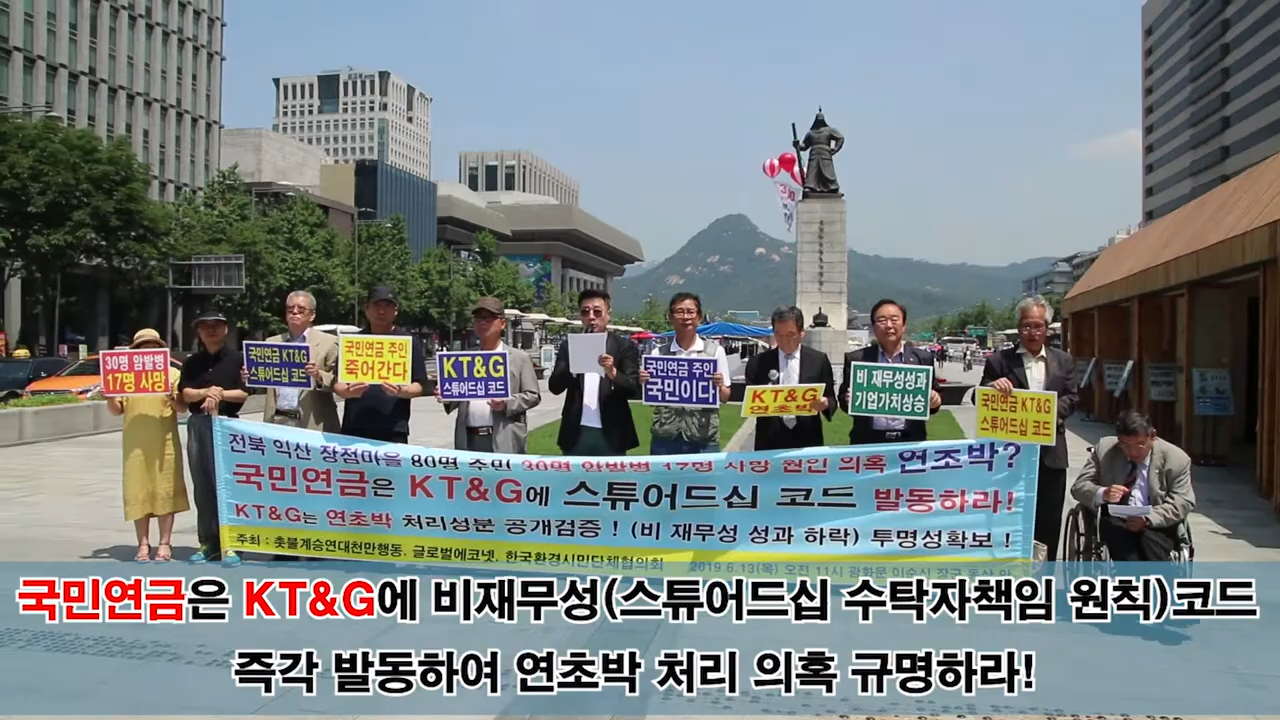 30명 암발병
17명 사망
국민연금 KT&G
스튜어드십 코드
국민연금 주인
죽어간다
KT&G
스튜어드십 코드
국민연금 주인
국민이다
KT&G
연초박
비 재무성성과
기업가치상승
국민연금 KT&G
스튜어드십 코드
전북 익산 장점마을 80명 주민 30명 암발병 17명 사망 원인 의혹 연초박?
국민연금은 KT&G에 스튜어드십 코드 발동하라!
KT&G는 연초박 처리성분 공개검증 ! (비 재무성 성과 하락) 투명성확보 !
주최 : 촛불계승연대천만행동. 글로벌에코넷. 한국환경시민단체협의회 2019.6.13(목) 오전 11시 광화문 이순신 장군 동상
국민연금은 KT&G에 비재무성(스튜어드십 수탁자책임 원칙)코드
즉각 발동하여 연초박 처리 의혹 규명하라!